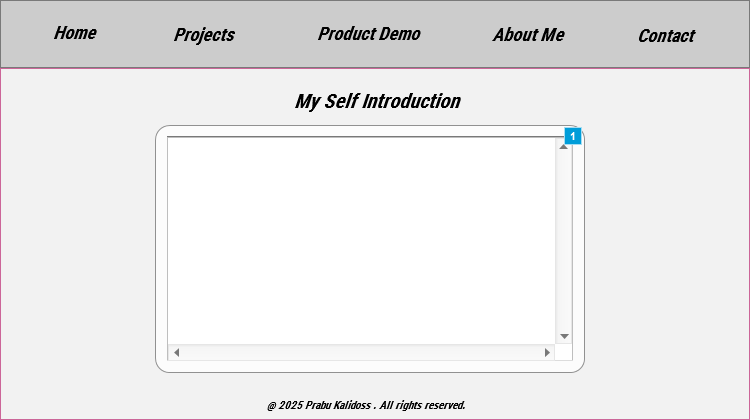 Home Projects Product Demo About Me Contact
My Self Introduction
1
@ 2025 Prabu Kalidoss . All rights reserved.